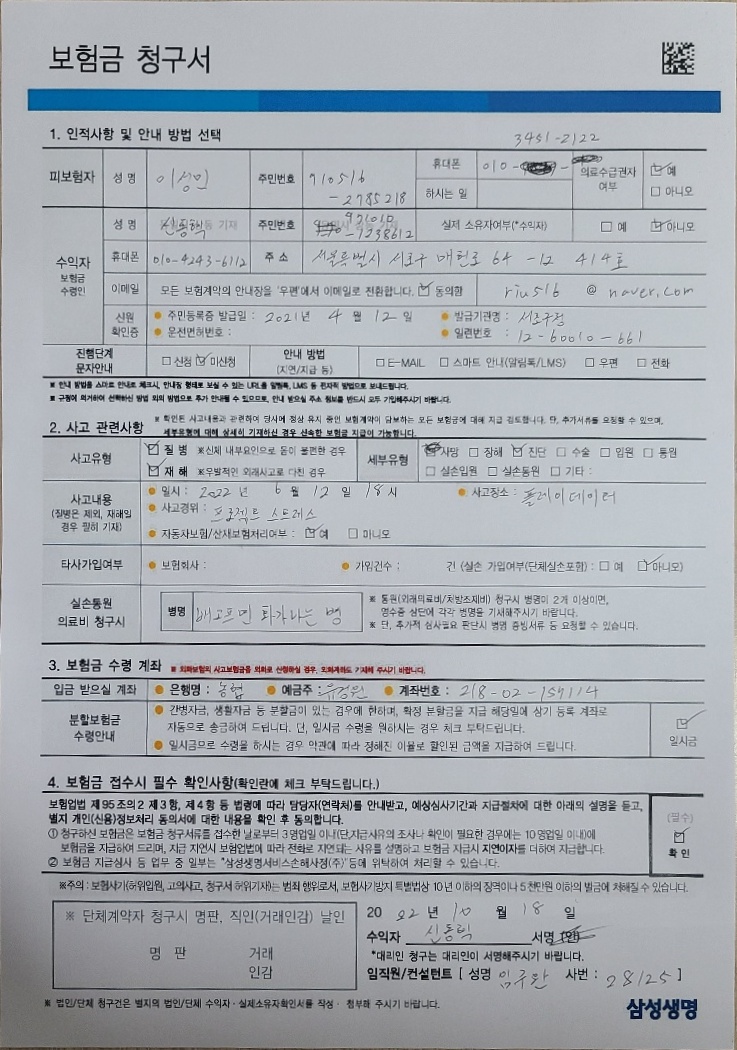 보험금 청구서
1. 인적사항 및 안내 방법 선택
3451-2122
피보험자 성 명 이성민 주민번호 910516 -2785218 휴대폰 010- - 의료수급권자 여부 예 아니오
하시는 일
수익자 보험금 수령인 성 명 신동택 주민번호 971010 -1238612 실제 소유자여부(*수익자) 예 아니오
휴대폰 010-4243-6112 주 소 서울특별시 서초구 매헌로 64 -12 414호
이메일 모든 보험계약의 안내장을 '우편'에서 이메일로 전환합니다. 동의함 riu516 @ naver.com
신원 확인증 주민등록증 발급일 : 2021년 4 월 12 일 발급기관명 : 서초구청
운전면허번호 : 일련번호 : 12-60010-661
진행단계 문자안내 신청 미신청 안내 방법 (지연/지급 등) E-MAIL 스마트 안내(알림톡/LMS) 우편 전화
※ 안내 방법을 스마트 안내로 체크시, 안내장 형태로 보실 수 있는 URL을 알림톡, LMS 등 전자적 방법으로 보내드립니다.
※ 규정에 의거하여 선택하신 방법 외의 방법으로 추가 안내될 수 있으므로, 안내 받으실 주소 정보를 반드시 모두 기입해주시기 바랍니다.
2. 사고 관련사항
※ 확인된 사고내용과 관련하여 당사에 정상 유지 중인 보험계약이 담보하는 모든 보험금에 대해 지급 검토합니다. 단, 추가서류를 요청할 수 있으며,
세부유형에 대해 상세히 기재하신 경우 신속한 보험금 지급이 가능합니다.
사고유형 질 병 ※신체 내부요인으로 몸이 불편한 경우 세부유형 사망 장해 진단 수술 입원 통원
재 해 ※우발적인 외래사고로 다친 경우 실손입원 실손통원 기타 :
사고내용 (질병은 제외, 재해일 경우 필히 기재) 일시 : 2022 년 6 월 12 일 18 시 사고장소 : 플레이데이터
사고경위 : 프로젝트 스트레스
자동차보험/산재보험처리여부 : 예 아니오
타사가입여부 보험회사 : 가입건수 : 건 (실손 가입여부(단체실손포함) : 예 아니오)
실손통원 의료비 청구시 병명 배고프면 화가나는 병
※ 통원(외래의료비/처방조제비) 청구시 병명이 2개 이상이면,
영수증 상단에 각각 병명을 기재해주시기 바랍니다.
※ 단, 추가적 심사필요 판단시 병명 증빙서류 등 요청할 수 있습니다.
3. 보험금 수령 계좌 ※ 외화보험의 사고보험금을 외화로 신청하실 경우, 외화계좌도 기재해 주시기 바랍니다.
입금 받으실 계좌 은행명 : 농협 예금주 : 유정원 계좌번호 : 218-02-159114
분할보험금 수령안내 간병자금, 생활자금 등 분할금이 있는 경우에 한하며, 확정 분할금을 지급 해당일에 상기 등록 계좌로
자동으로 송금하여 드립니다. 단, 일시금 수령을 원하시는 경우 체크 부탁드립니다.
일시금으로 수령을 하시는 경우 약관에 따라 정해진 이율로 할인된 금액을 지급하여 드립니다.
일시금
4. 보험금 접수시 필수 확인사항(확인란에 체크 부탁드립니다.)
보험업법 제95조의2 제3항, 제4항 등 법령에 따라 담당자(연락처)를 안내받고, 예상심사기간과 지급절차에 대한 아래의 설명을 듣고,
별지 개인(신용)정보처리 동의서에 대한 내용을 확인 후 동의합니다.
① 청구하신 보험금은 보험금 청구서류를 접수한 날로부터 3영업일 이내(단,지급사유의 조사나 확인이 필요한 경우에는 10영업일 이내)에
보험금을 지급하여 드리며, 지급 지연시 보험업법에 따라 전화로 지연되는 사유를 설명하고 보험금 지급시 지연이자를 더하여 지급합니다.
② 보험금 지급심사 등 업무 중 일부는 "삼성생명서비스손해사정(주)"등에 위탁하여 처리할 수 있습니다.
(필수)
확 인
※주의 : 보험사기(허위입원, 고의사고, 청구서 허위기재)는 범죄 행위로서, 보험사기방지 특별법상 10년 이하의 징역이나 5천만원 이하의 벌금에 처해질 수 있습니다.
※ 단체계약자 청구시 명판, 직인(거래인감) 날인
명 판 거래 인감
20 22 년 10 월 18 일
수익자 신동택 서명
*대리인 청구는 대리인이 서명해주시기 바랍니다.
임직원/컨설턴트 [ 성명 임주완 사번 : 28125 ]
※ 법인/단체 청구건은 별지의 법인/단체 수익자 · 실제소유자확인서를 작성 · 첨부해 주시기 바랍니다.
삼성생명